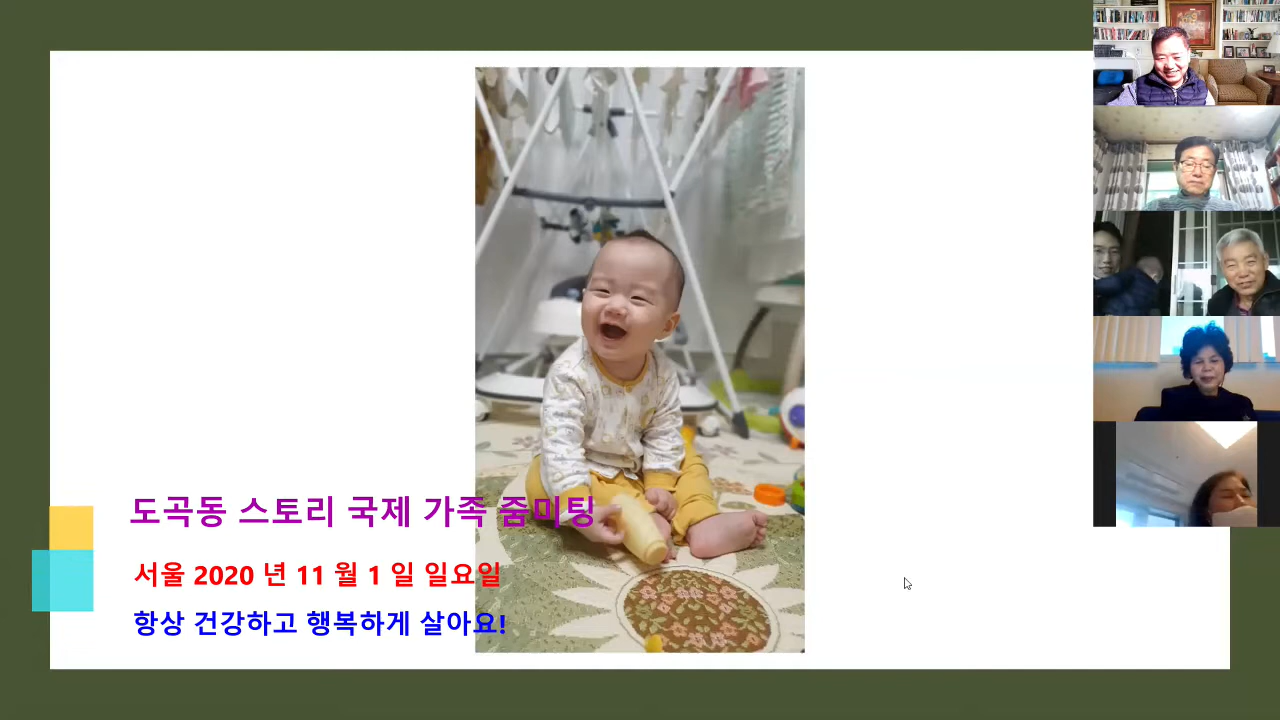 도곡동 스토리 국제 가족 줌미팅
서울 2020 년 11 월 1 일 일요일
항상 건강하고 행복하게 살아요!